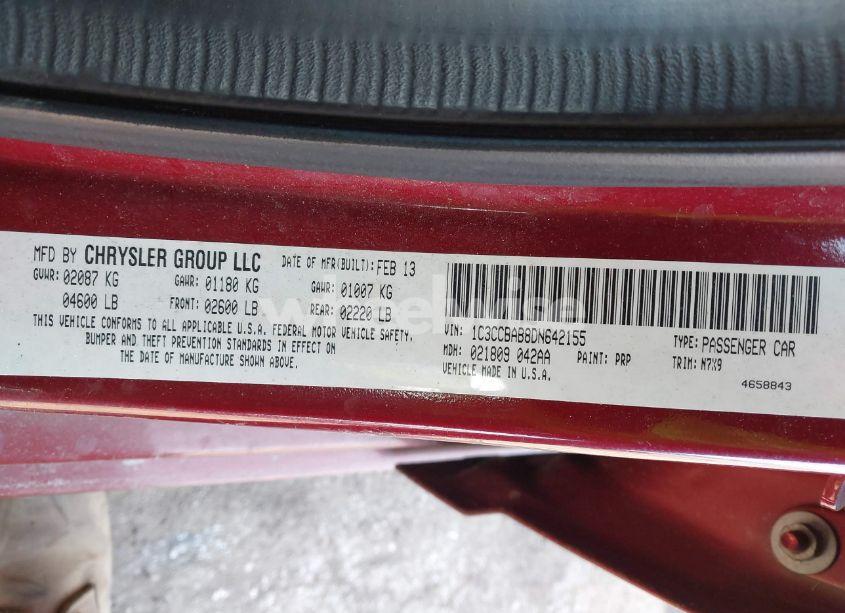 MFD BY CHRYSLER GROUP LLC DATE OF MFR(BUILT): FEB 13
GVWR: 02087 KG GAWR: 01180 KG GAWR: 01007 KG
04600 LB FRONT: 02600 LB REAR: 02220 LB
THIS VEHICLE CONFORMS TO ALL APPLICABLE U.S.A. FEDERAL MOTOR VEHICLE SAFETY,
BUMPER AND THEFT PREVENTION STANDARDS IN EFFECT ON
THE DATE OF MANUFACTURE SHOWN ABOVE.
VIN: 1C3CCBAB8DN642155 TYPE: PASSENGER CAR
MDH: 021809 042AA PAINT: PRP TRIM: N7X9
VEHICLE MADE IN U.S.A.
4658843